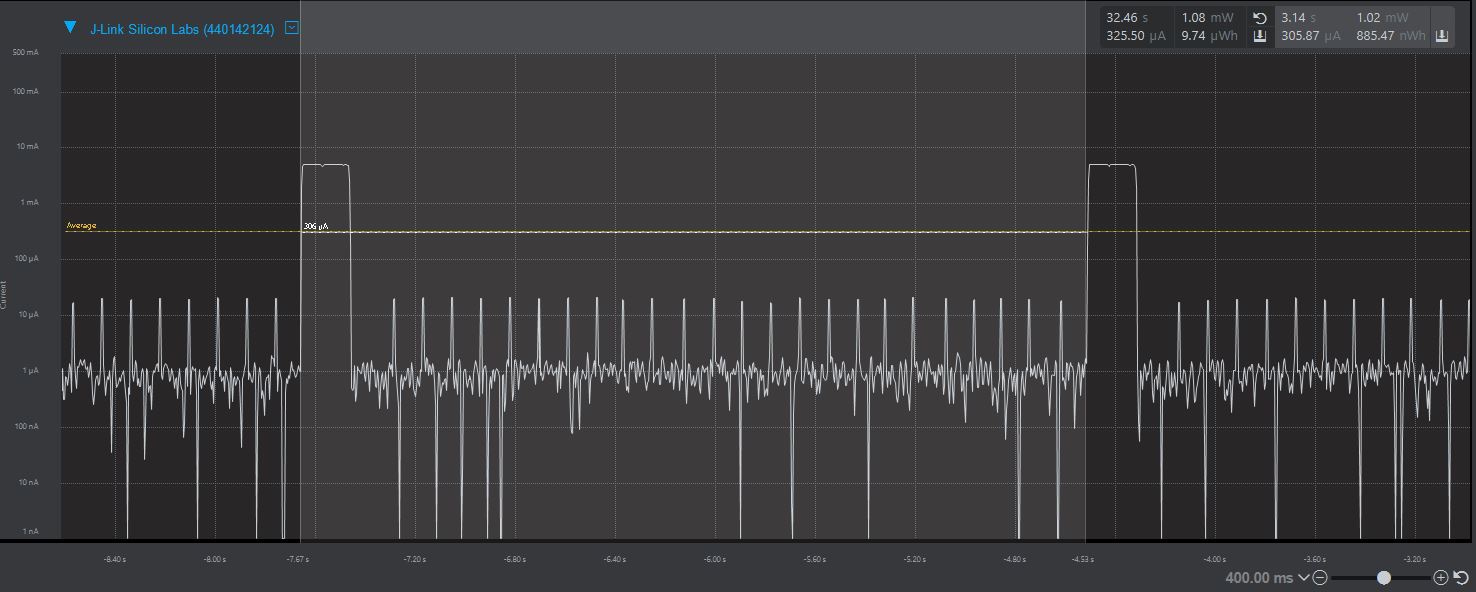 J-Link Silicon Labs (440142124)
32.46 s 1.08 mW
325.50 µA 9.74 µWh
3.14 s 1.02 mW
305.87 µA 885.47 nWh
500 mA
100 mA
10 mA
1 mA
Average
306 µA
100 µA
Current
10 µA
1 µA
100 nA
10 nA
1 nA
-8.40 s -8.00 s -7.67 s -7.20 s -6.80 s -6.40 s -6.00 s -5.60 s -5.20 s -4.80 s -4.53 s -4.00 s -3.60 s -3.20 s
400.00 ms